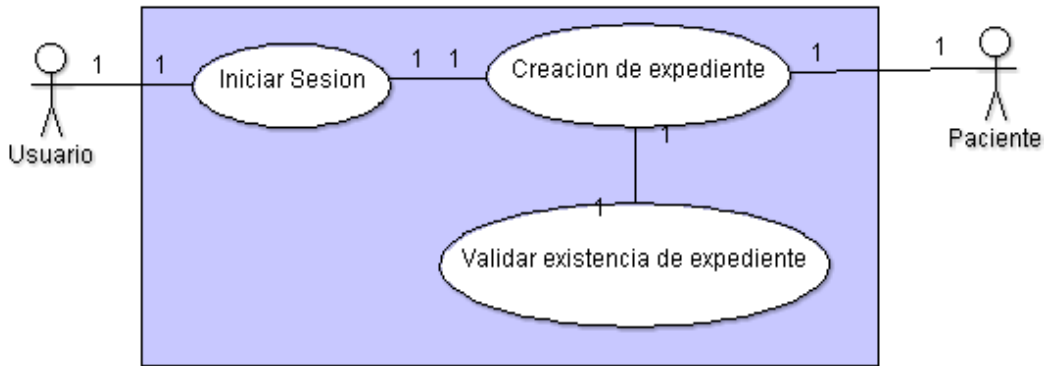 1 1 Iniciar Sesion 1 1 Creacion de expediente 1 1
Usuario
Paciente
1
1
Validar existencia de expediente